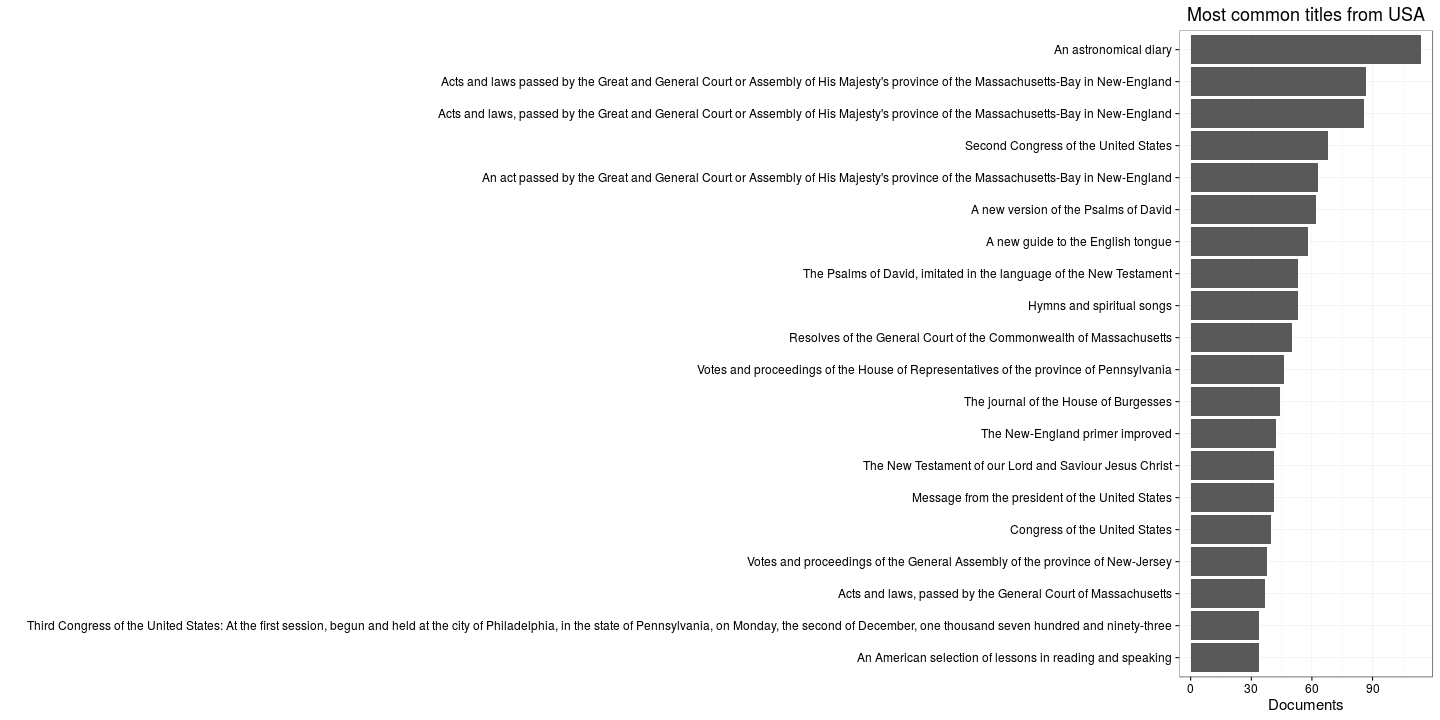 Most common titles from USA
An astronomical diary
Acts and laws passed by the Great and General Court or Assembly of His Majesty's province of the Massachusetts-Bay in New-England
Acts and laws, passed by the Great and General Court or Assembly of His Majesty's province of the Massachusetts-Bay in New-England
Second Congress of the United States
An act passed by the Great and General Court or Assembly of His Majesty's province of the Massachusetts-Bay in New-England
A new version of the Psalms of David
A new guide to the English tongue
The Psalms of David, imitated in the language of the New Testament
Hymns and spiritual songs
Resolves of the General Court of the Commonwealth of Massachusetts
Votes and proceedings of the House of Representatives of the province of Pennsylvania
The journal of the House of Burgesses
The New-England primer improved
The New Testament of our Lord and Saviour Jesus Christ
Message from the president of the United States
Congress of the United States
Votes and proceedings of the General Assembly of the province of New-Jersey
Acts and laws, passed by the General Court of Massachusetts
Third Congress of the United States: At the first session, begun and held at the city of Philadelphia, in the state of Pennsylvania, on Monday, the second of December, one thousand seven hundred and ninety-three
An American selection of lessons in reading and speaking
0 30 60 90
Documents